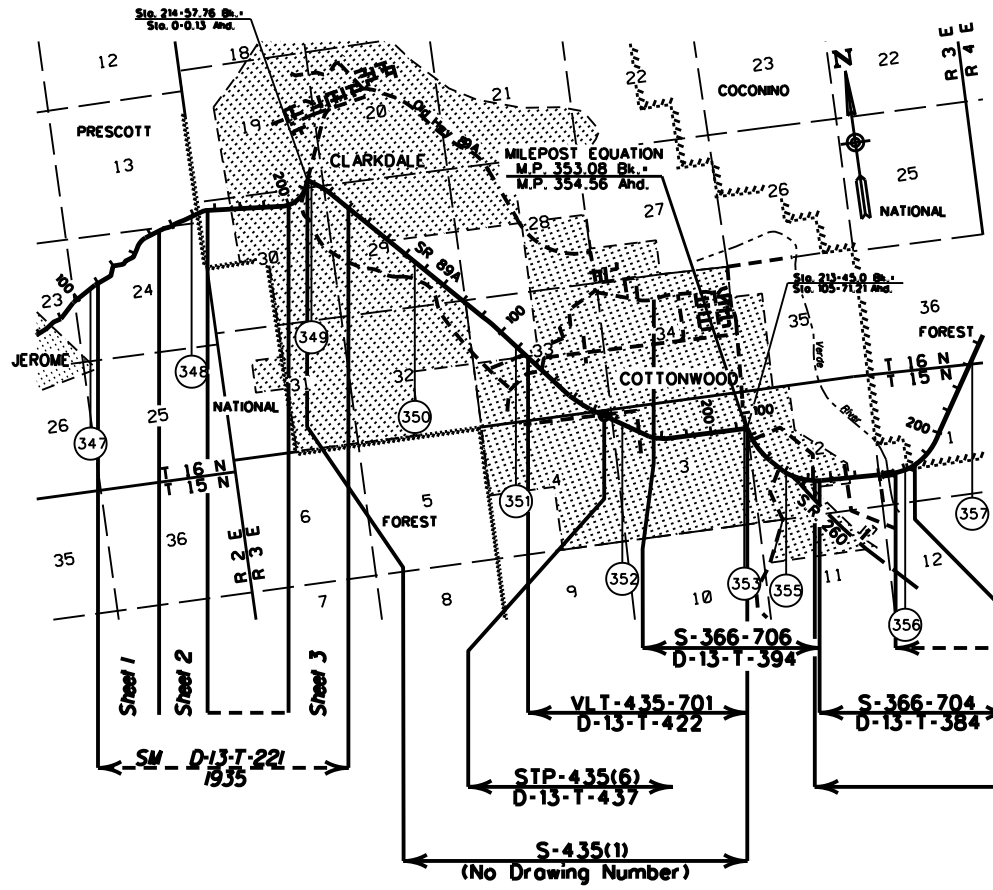 Sta. 214+57.76 Bk.=
Sta. 0+0.13 Ahd.
12
18
19
20
21
22
23
COCONINO
N
22
R 3 E
R 4 E
PRESCOTT
13
Old Hwy 89A
CLARKDALE
MILEPOST EQUATION
M.P. 353.08 Bk.=
M.P. 354.56 Ahd.
26
25
NATIONAL
200
27
28
29
30
SR 89A
100
24
23
100
Sta. 213+45.0 Bk.=
Sta. 105+71.21 Ahd.
36
FOREST
35
34
33
JEROME
349
348
31
32
COTTONWOOD
Verde
River
T 16 N
T 15 N
NATIONAL
350
200
100
200
1
26
25
347
T 16 N
T 15 N
2
3
4
351
SR 260
357
36
35
R 2 E
R 3 E
6
5
FOREST
7
8
9
10
11
12
352
353
355
356
S-366-706
D-13-T-394
Sheet 1
Sheet 2
Sheet 3
VLT-435-701
D-13-T-422
S-366-704
D-13-T-384
SM D-13-T-221
1935
STP-435(6)
D-13-T-437
S-435(1)
(No Drawing Number)